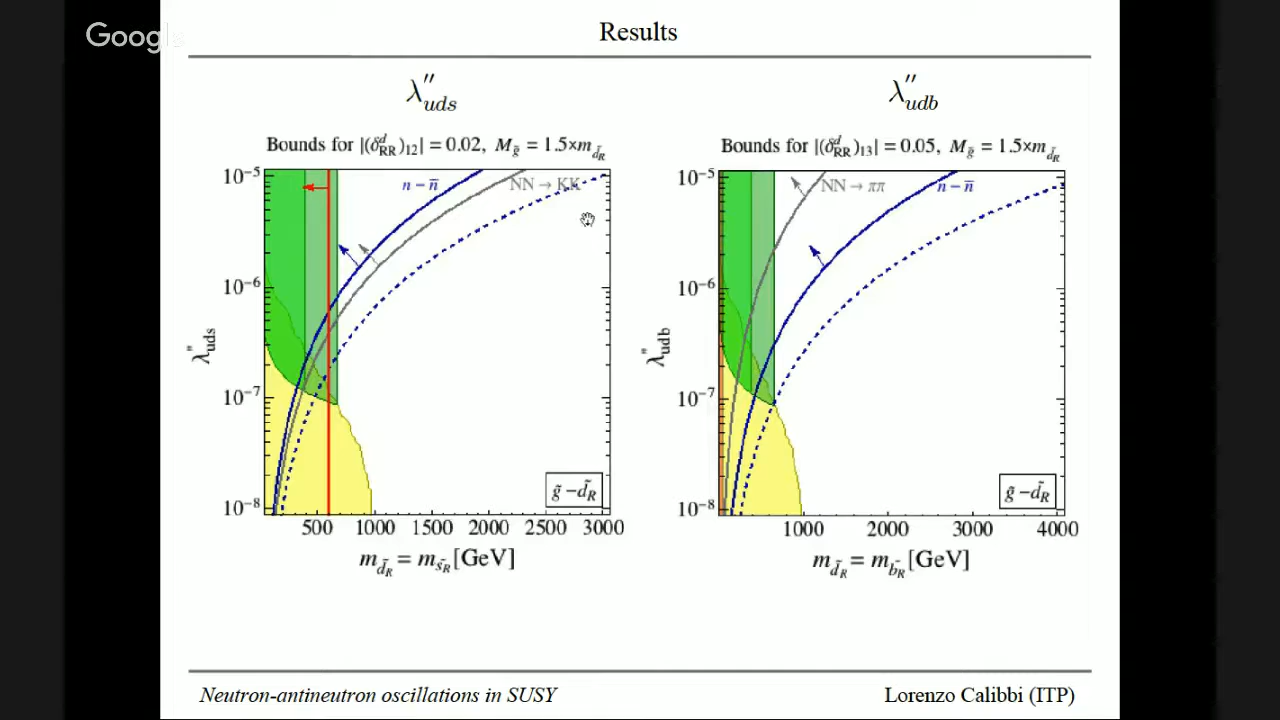 Google
Results
λ''uds
λ''udb
Bounds for |(δᵈRR)12| = 0.02, Mg̃ = 1.5×md̃R
Bounds for |(δᵈRR)13| = 0.05, Mg̃ = 1.5×md̃R
10⁻⁵
10⁻⁶
10⁻⁷
10⁻⁸
λ''uds
n − n̅
NN → KK
g̃ − d̃R
500 1000 1500 2000 2500 3000
md̃R = ms̃R [GeV]
10⁻⁵
10⁻⁶
10⁻⁷
10⁻⁸
λ''udb
NN → ππ
n − n̅
g̃ − d̃R
1000 2000 3000 4000
md̃R = mb̃R [GeV]
Neutron-antineutron oscillations in SUSY
Lorenzo Calibbi (ITP)